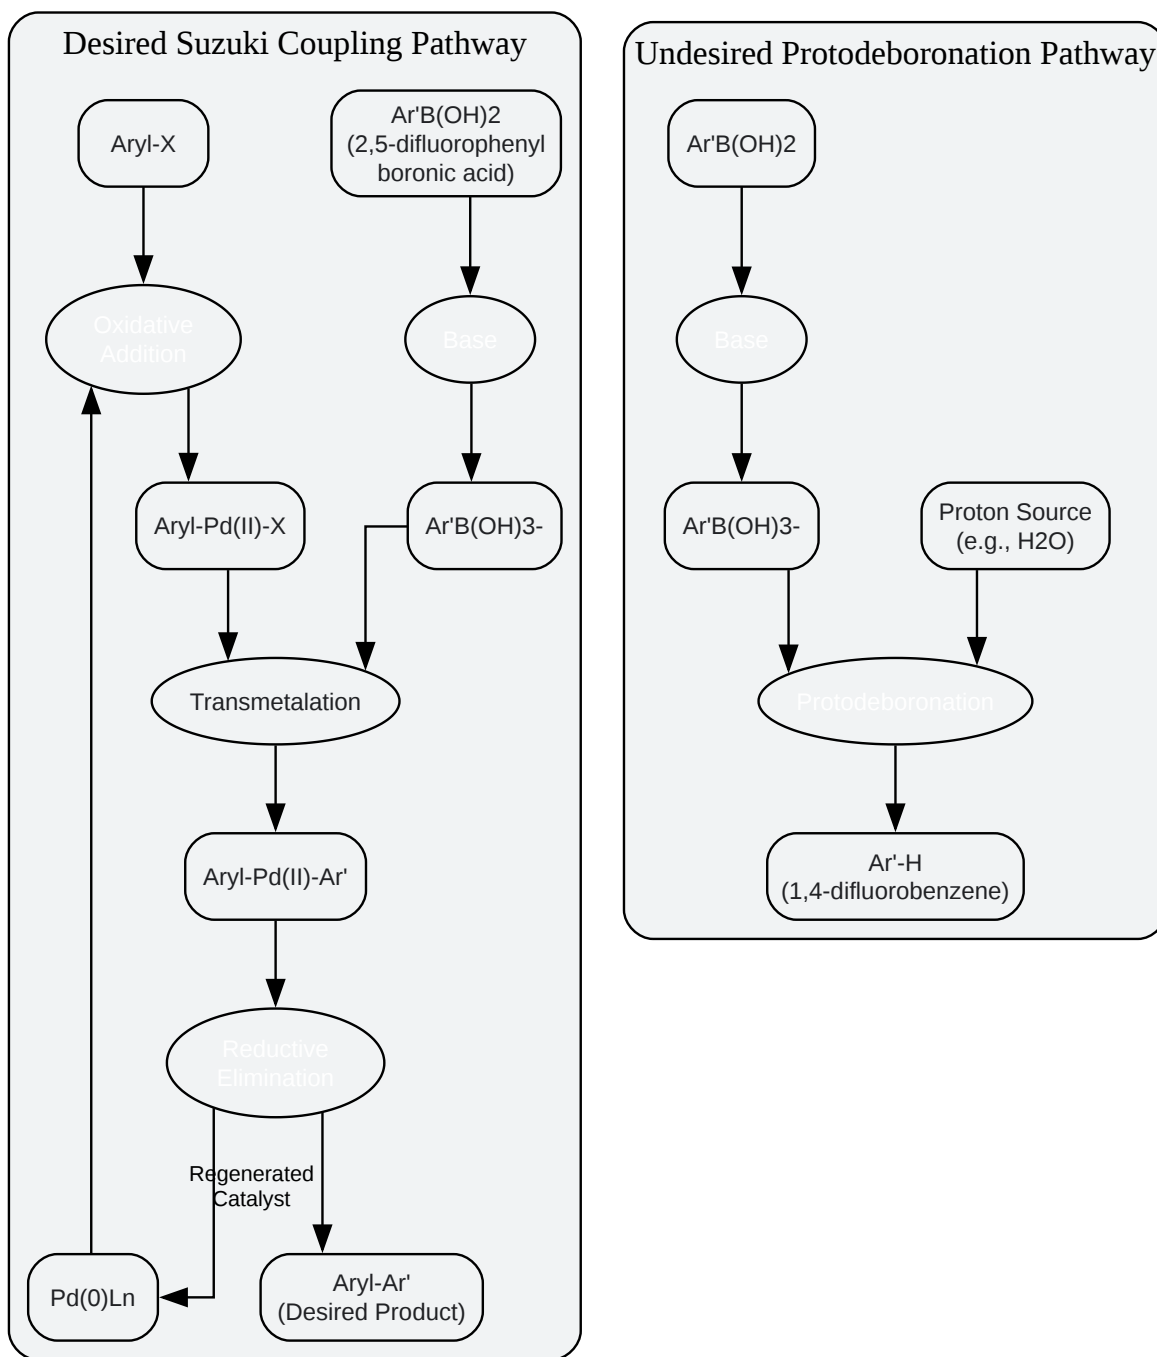 Desired Suzuki Coupling Pathway
Aryl-X
Ar'B(OH)2
(2,5-difluorophenyl
boronic acid)
Oxidative
Addition
Base
Aryl-Pd(II)-X
Ar'B(OH)3-
Transmetalation
Aryl-Pd(II)-Ar'
Reductive
Elimination
Regenerated
Catalyst
Pd(0)Ln
Aryl-Ar'
(Desired Product)
Undesired Protodeboronation Pathway
Ar'B(OH)2
Base
Ar'B(OH)3-
Proton Source
(e.g., H2O)
Protodeboronation
Ar'-H
(1,4-difluorobenzene)